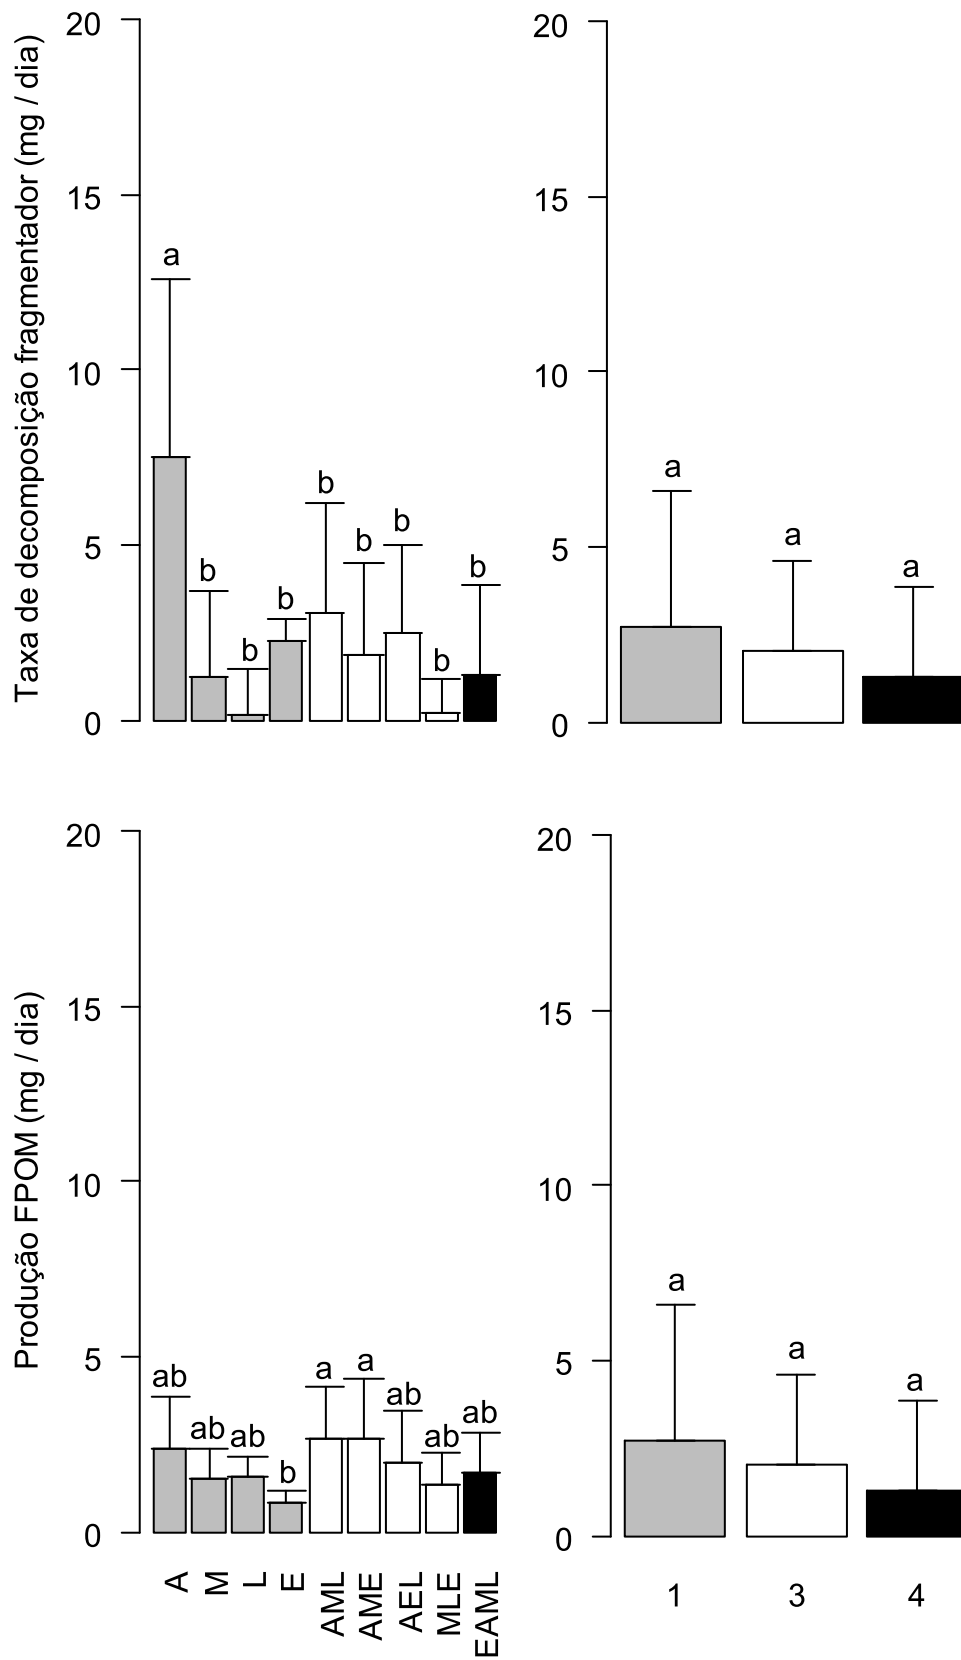 Taxa de decomposição fragmentador (mg / dia)
20
15
10
5
0
a
b
b
b
b
b
b
b
b
20
15
10
5
0
a
a
a
Produção FPOM (mg / dia)
20
15
10
5
0
ab
ab
ab
b
a
a
ab
ab
ab
A
M
L
E
AML
AME
AEL
MLE
EAML
20
15
10
5
0
a
a
a
1
3
4